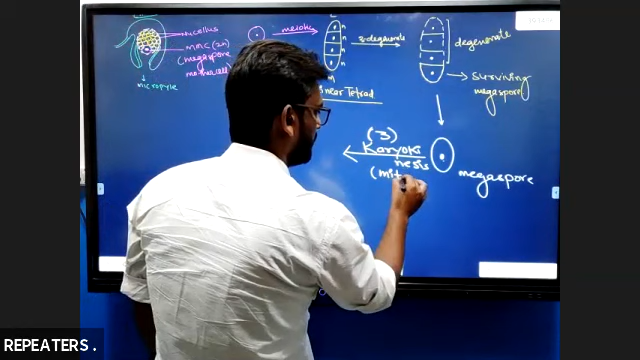 Nucellus
MMC (2n)
(megaspore
mother cell)
micropyle
meiosis
n
n
n
n
near Tetrad
3 degenerate
degenerate
surviving
megaspore
(3)
Karyoki
nesis
(mit
megaspore
REPEATERS .